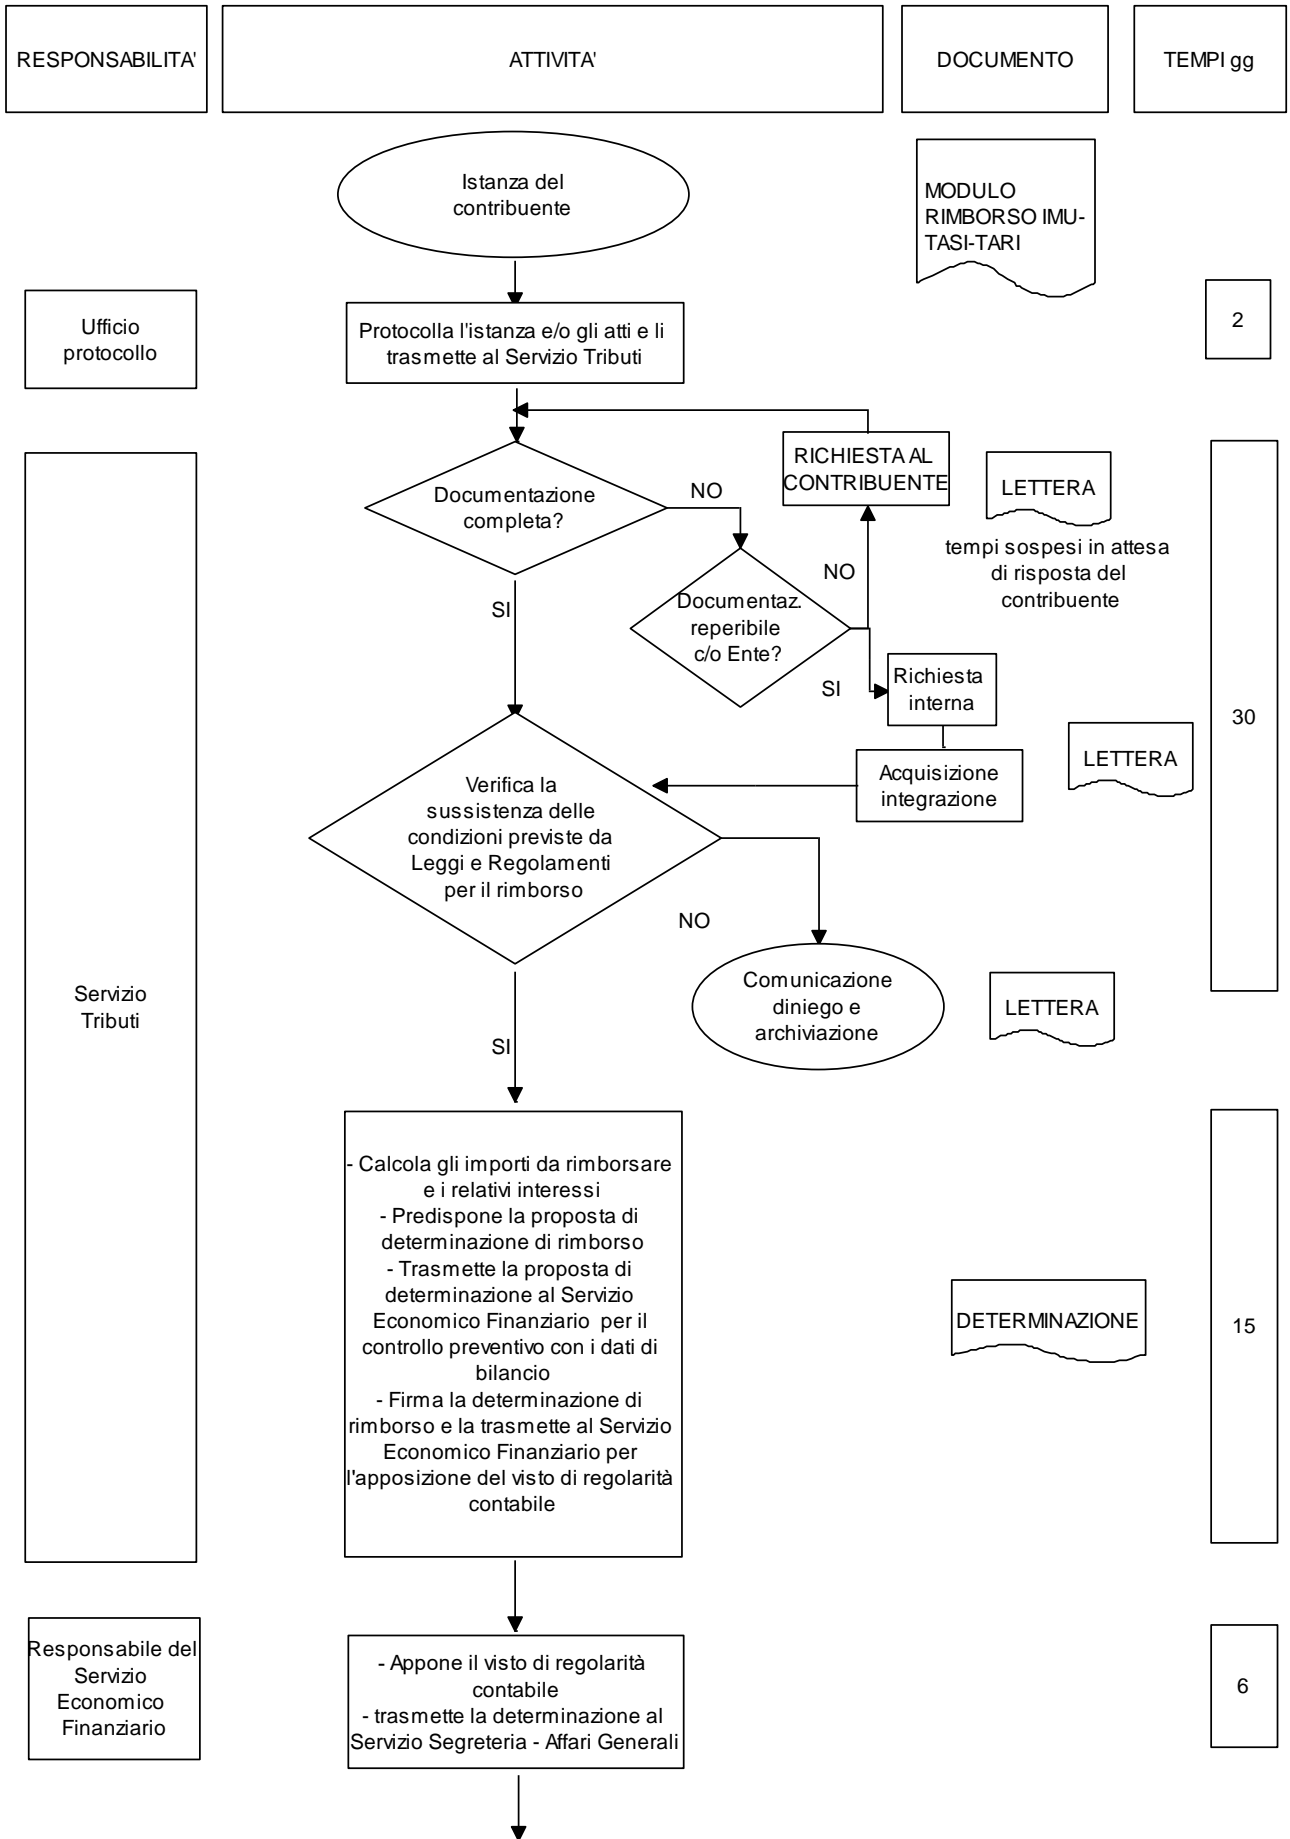 RESPONSABILITA'
ATTIVITA'
DOCUMENTO
TEMPI gg
Istanza del
contribuente
MODULO
RIMBORSO IMU-
TASI-TARI
Ufficio
protocollo
Protocolla l'istanza e/o gli atti e li
trasmette al Servizio Tributi
2
Documentazione
completa?
NO
RICHIESTA AL
CONTRIBUENTE
LETTERA
tempi sospesi in attesa
di risposta del
contribuente
NO
SI
Documentaz.
reperibile
c/o Ente?
SI
Richiesta
interna
Acquisizione
integrazione
LETTERA
30
Verifica la
sussistenza delle
condizioni previste da
Leggi e Regolamenti
per il rimborso
NO
Comunicazione
diniego e
archiviazione
LETTERA
Servizio
Tributi
SI
- Calcola gli importi da rimborsare
e i relativi interessi
- Predispone la proposta di
determinazione di rimborso
- Trasmette la proposta di
determinazione al Servizio
Economico Finanziario  per il
controllo preventivo con i dati di
bilancio
- Firma la determinazione di
rimborso e la trasmette al Servizio
Economico Finanziario per
l'apposizione del visto di regolarità
contabile
DETERMINAZIONE
15
Responsabile del
Servizio
Economico
Finanziario
- Appone il visto di regolarità
contabile
- trasmette la determinazione al
Servizio Segreteria - Affari Generali
6